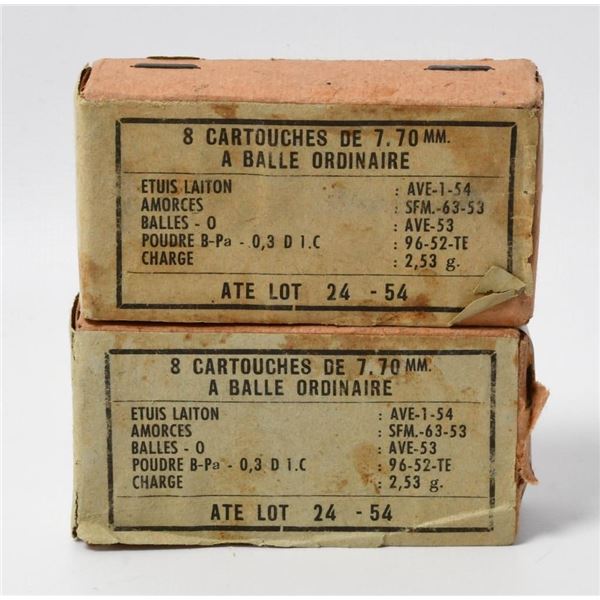 8 CARTOUCHES DE 7.70 MM.
A BALLE ORDINAIRE
ETUIS LAITON : AVE-1-54
AMORCES : SFM.-63-53
BALLES - O : AVE-53
POUDRE B-Pa - 0,3 D 1.C : 96-52-TE
CHARGE : 2,53 g.
ATE LOT 24 - 54
8 CARTOUCHES DE 7.70 MM.
A BALLE ORDINAIRE
ETUIS LAITON : AVE-1-54
AMORCES : SFM.-63-53
BALLES - O : AVE-53
POUDRE B-Pa - 0,3 D 1.C : 96-52-TE
CHARGE : 2,53 g.
ATE LOT 24 - 54